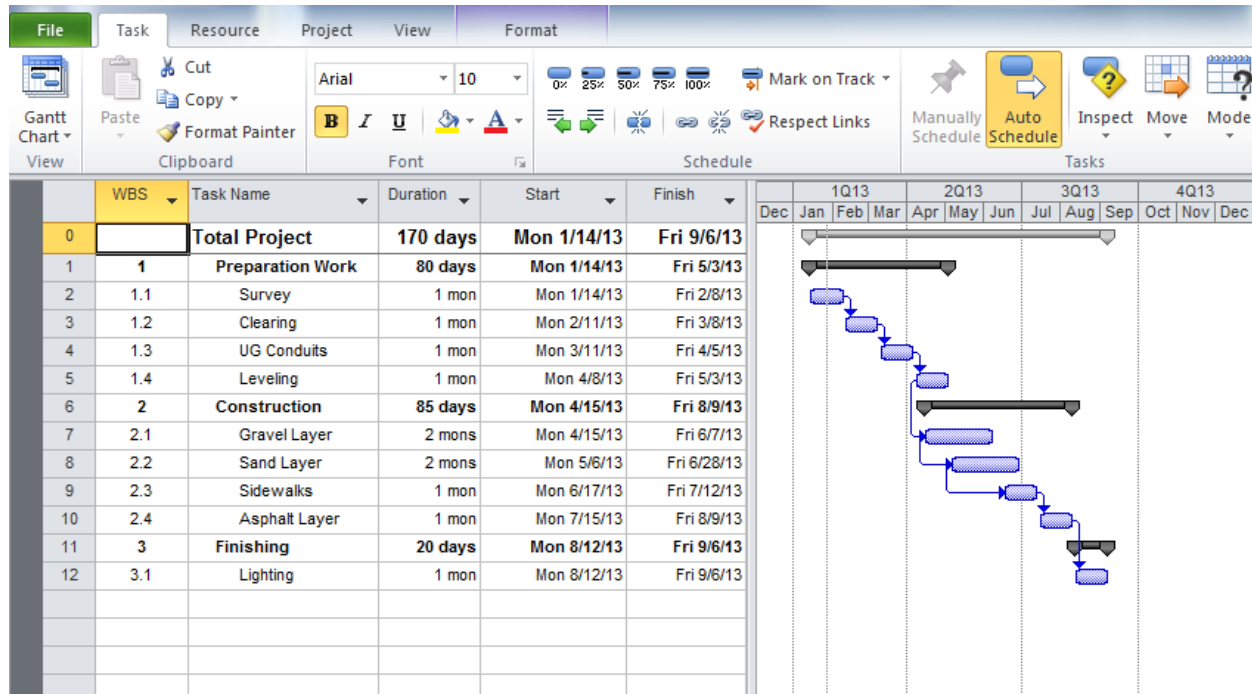 File Task Resource Project View Format
Cut
Copy
Format Painter
Paste
Gantt Chart
Arial 10
B I U A
0% 25% 50% 75% 100%
Mark on Track
Respect Links
Manually Schedule
Auto Schedule
Inspect Move Mode
View Clipboard Font Schedule Tasks
WBS Task Name Duration Start Finish 1Q13 2Q13 3Q13 4Q13
Dec Jan Feb Mar Apr May Jun Jul Aug Sep Oct Nov Dec
0 Total Project 170 days Mon 1/14/13 Fri 9/6/13
1 1 Preparation Work 80 days Mon 1/14/13 Fri 5/3/13
2 1.1 Survey 1 mon Mon 1/14/13 Fri 2/8/13
3 1.2 Clearing 1 mon Mon 2/11/13 Fri 3/8/13
4 1.3 UG Conduits 1 mon Mon 3/11/13 Fri 4/5/13
5 1.4 Leveling 1 mon Mon 4/8/13 Fri 5/3/13
6 2 Construction 85 days Mon 4/15/13 Fri 8/9/13
7 2.1 Gravel Layer 2 mons Mon 4/15/13 Fri 6/7/13
8 2.2 Sand Layer 2 mons Mon 5/6/13 Fri 6/28/13
9 2.3 Sidewalks 1 mon Mon 6/17/13 Fri 7/12/13
10 2.4 Asphalt Layer 1 mon Mon 7/15/13 Fri 8/9/13
11 3 Finishing 20 days Mon 8/12/13 Fri 9/6/13
12 3.1 Lighting 1 mon Mon 8/12/13 Fri 9/6/13